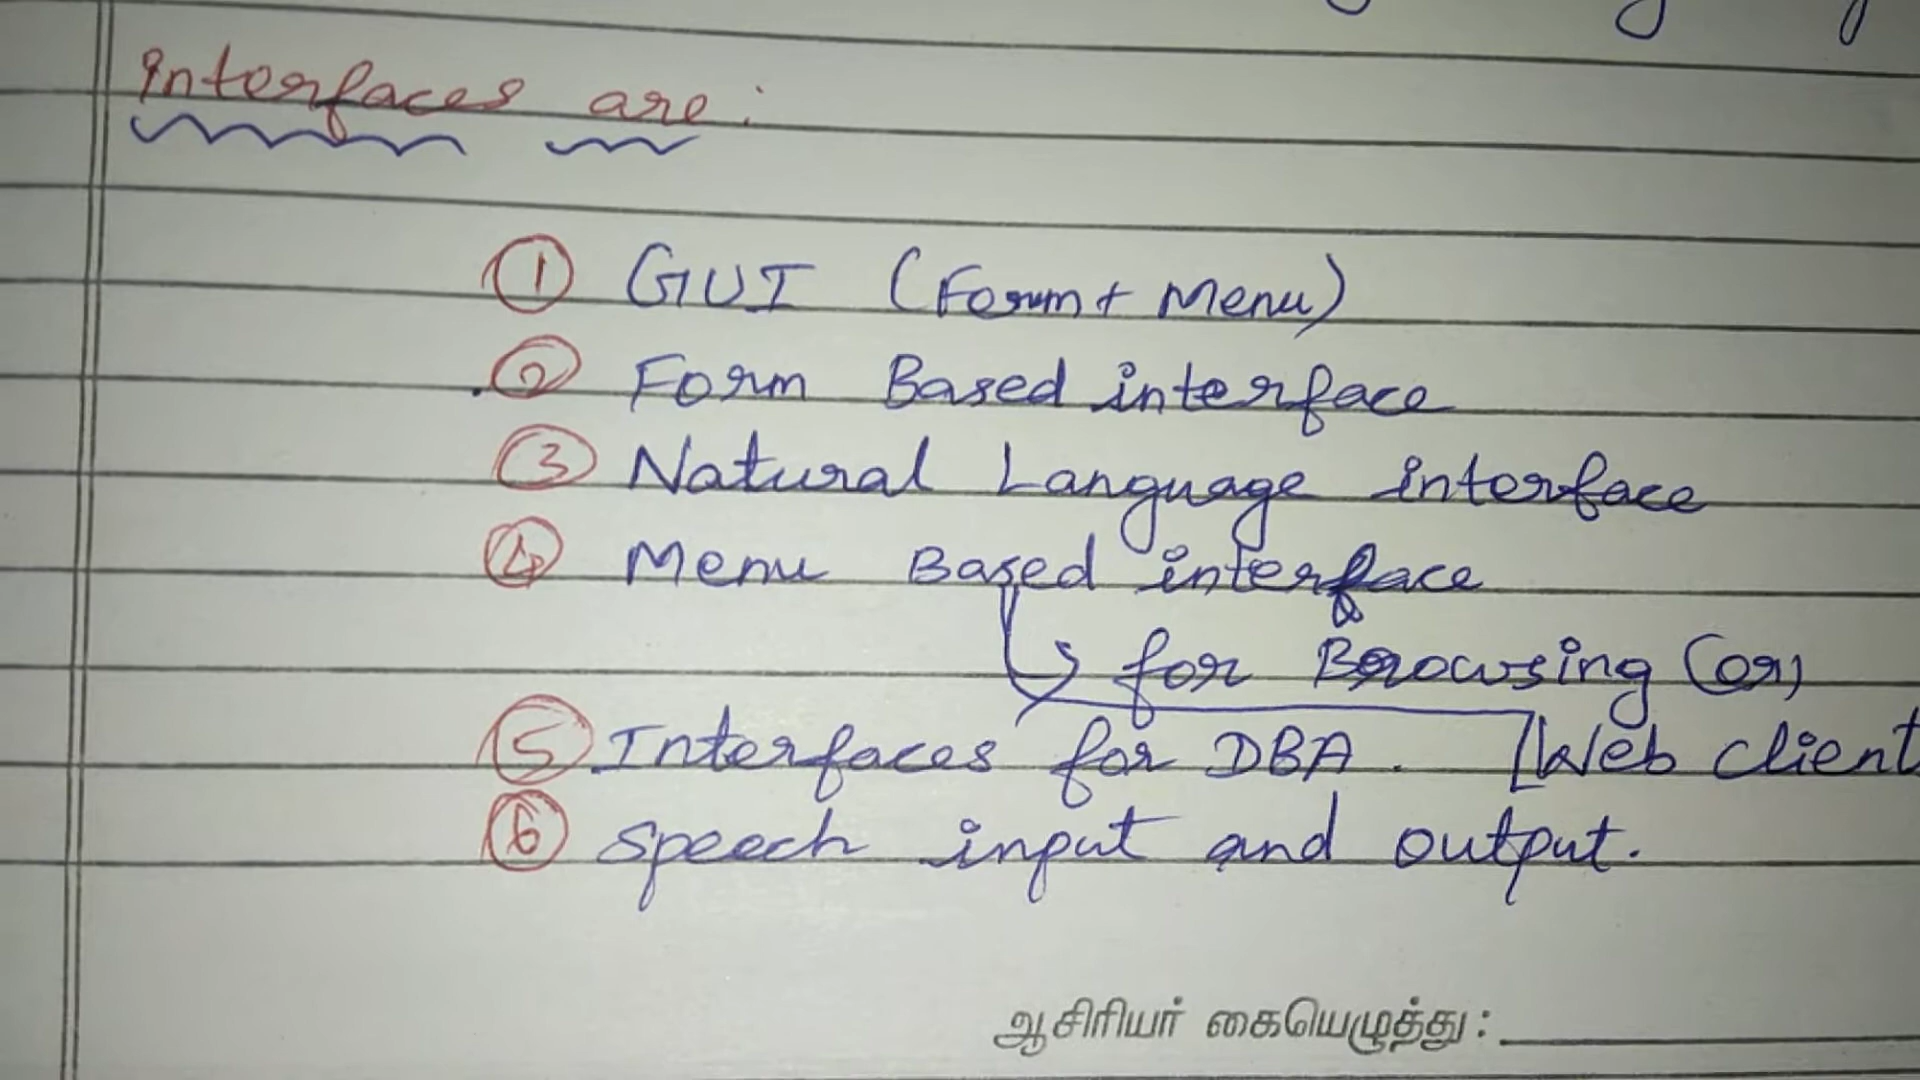 Interfaces are:
① GUI (Form + Menu)
② Form Based interface
③ Natural Language interface
④ Menu Based interface
↳ for Browsing (or)
⑤ Interfaces for DBA. [Web client
⑥ speech input and output.
ஆசிரியர் கையெழுத்து :